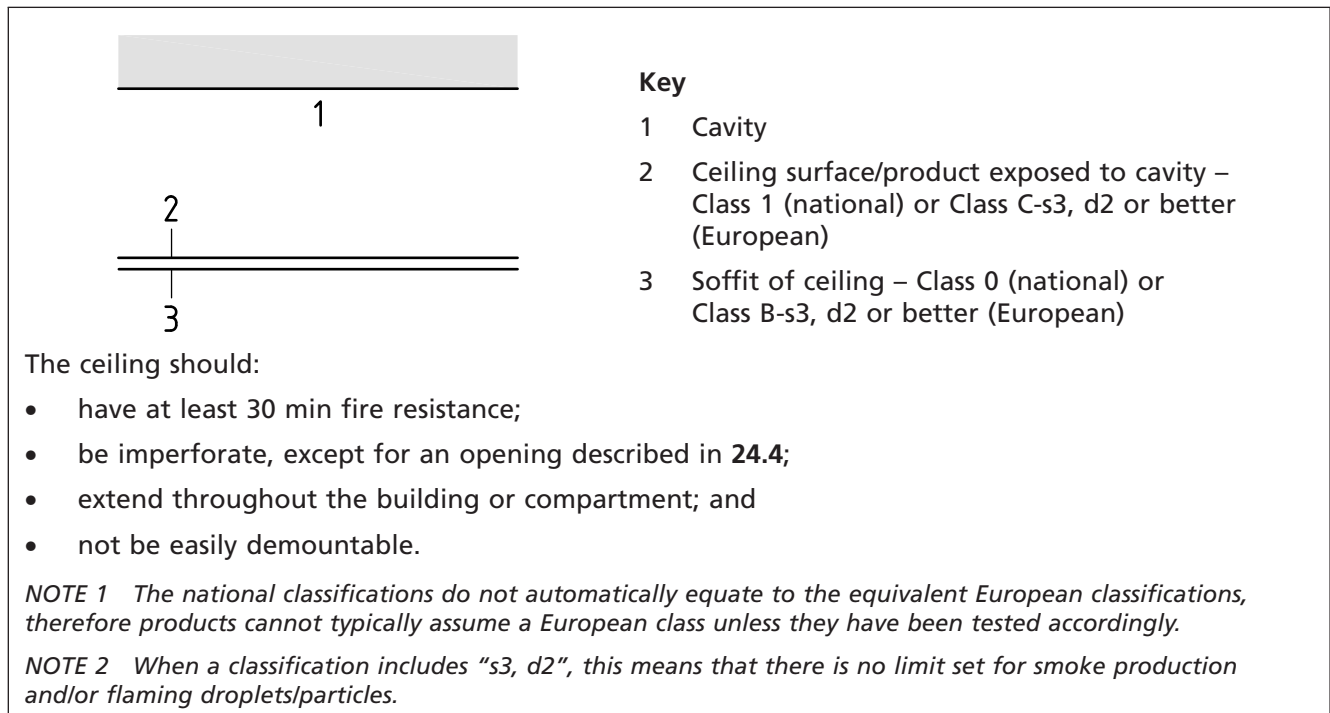 1
2
3
Key
1 Cavity
2 Ceiling surface/product exposed to cavity –
Class 1 (national) or Class C-s3, d2 or better
(European)
3 Soffit of ceiling – Class 0 (national) or
Class B-s3, d2 or better (European)
The ceiling should:
• have at least 30 min fire resistance;
• be imperforate, except for an opening described in 24.4;
• extend throughout the building or compartment; and
• not be easily demountable.
NOTE 1 The national classifications do not automatically equate to the equivalent European classifications,
therefore products cannot typically assume a European class unless they have been tested accordingly.
NOTE 2 When a classification includes “s3, d2”, this means that there is no limit set for smoke production
and/or flaming droplets/particles.